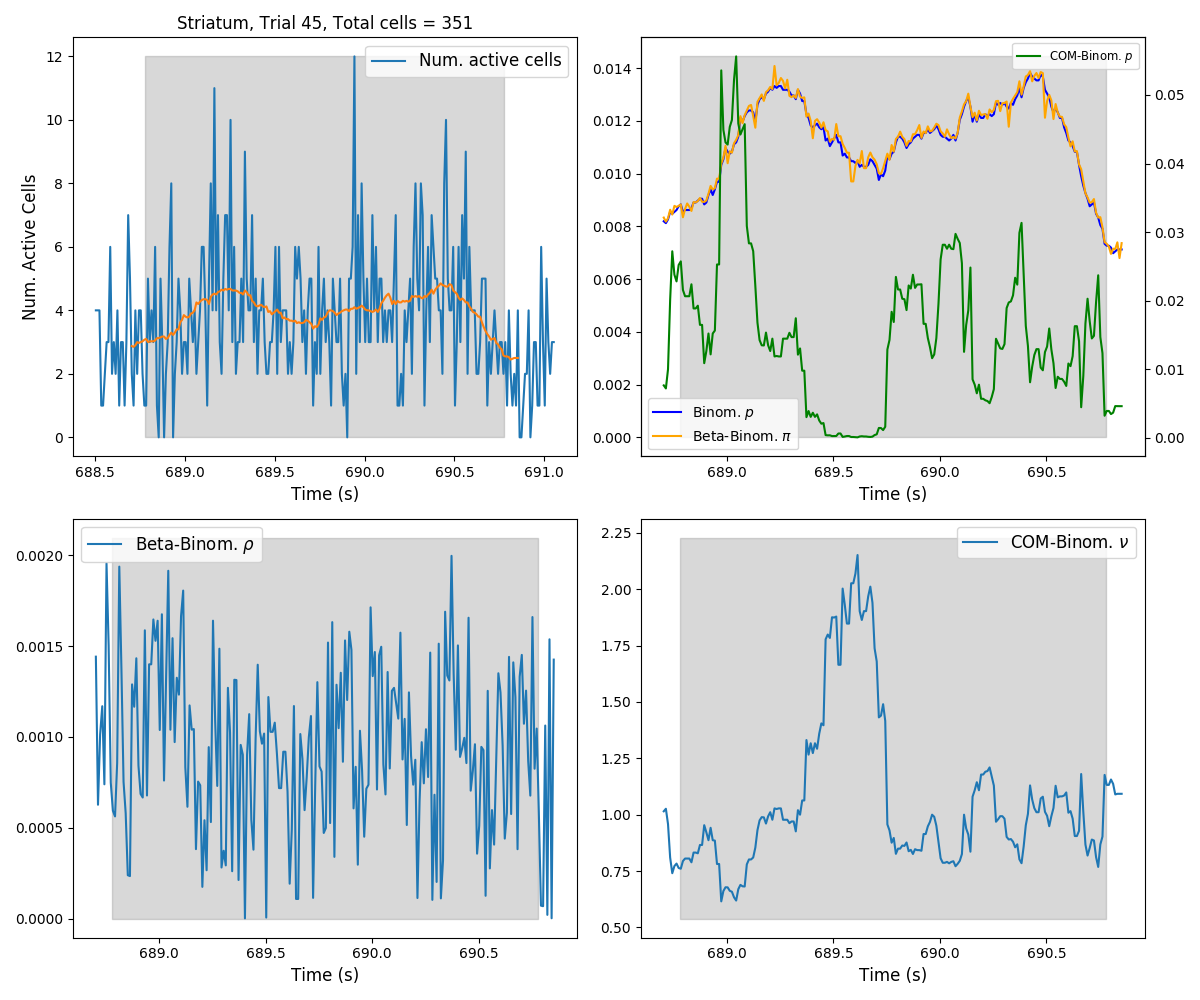 Striatum, Trial 45, Total cells = 351
Num. active cells
Num. Active Cells
12
10
8
6
4
2
0
688.5 689.0 689.5 690.0 690.5 691.0
Time (s)
COM-Binom. p
0.014
0.012
0.010
0.008
0.006
0.004
0.002
0.000
0.05
0.04
0.03
0.02
0.01
0.00
Binom. p
Beta-Binom. π
689.0 689.5 690.0 690.5
Time (s)
Beta-Binom. ρ
0.0020
0.0015
0.0010
0.0005
0.0000
689.0 689.5 690.0 690.5
Time (s)
COM-Binom. ν
2.25
2.00
1.75
1.50
1.25
1.00
0.75
0.50
689.0 689.5 690.0 690.5
Time (s)